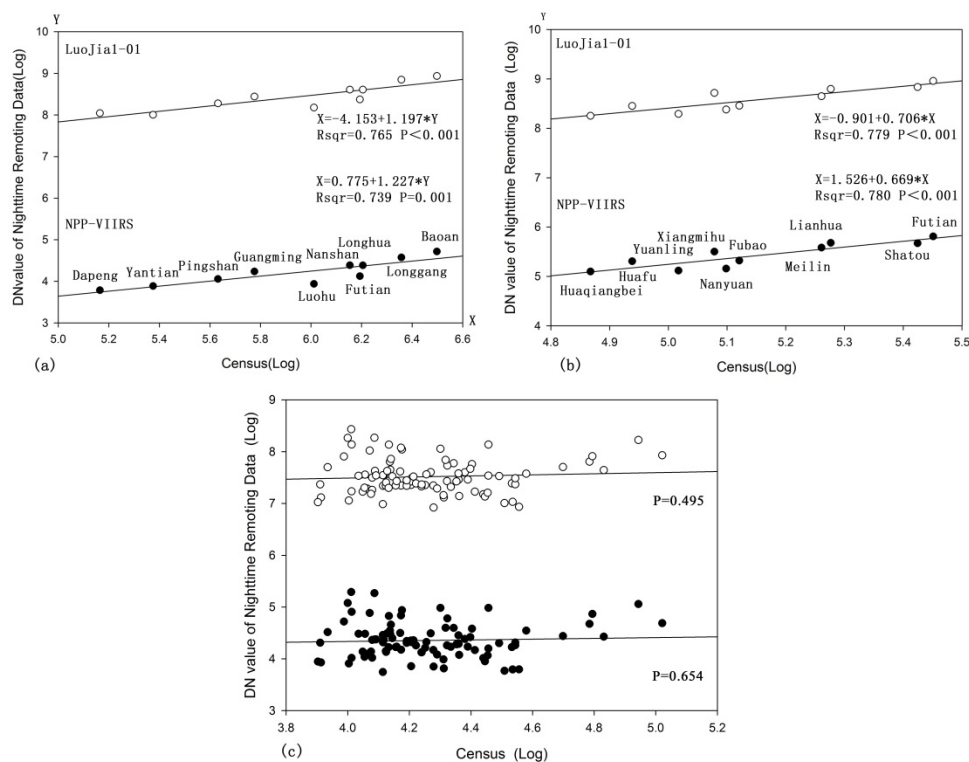 Y
10
9
8
7
6
5
4
3
DNvalue of Nighttime Remoting Data(Log)
LuoJia1-01
X=-4.153+1.197*Y
Rsqr=0.765 P<0.001
X=0.775+1.227*Y
Rsqr=0.739 P=0.001
NPP-VIIRS
Dapeng
Yantian
Pingshan
Guangming
Luohu
Nanshan
Longhua
Futian
Longgang
Baoan
X
5.0 5.2 5.4 5.6 5.8 6.0 6.2 6.4 6.6
(a)
Census(Log)
Y
10
9
8
7
6
5
4
DN value of Nighttime Remoting Data (Log)
LuoJia1-01
X=-0.901+0.706*X
Rsqr=0.779 P<0.001
X=1.526+0.669*X
Rsqr=0.780 P<0.001
NPP-VIIRS
Huaqiangbei
Huafu
Yuanling
Xiangmihu
Nanyuan
Fubao
Meilin
Lianhua
Shatou
Futian
4.8 4.9 5.0 5.1 5.2 5.3 5.4 5.5
(b)
Census(Log)
9
8
7
6
5
4
3
DN value of Nighttime Remoting Data (Log)
P=0.495
P=0.654
3.8 4.0 4.2 4.4 4.6 4.8 5.0 5.2
(c)
Census (Log)